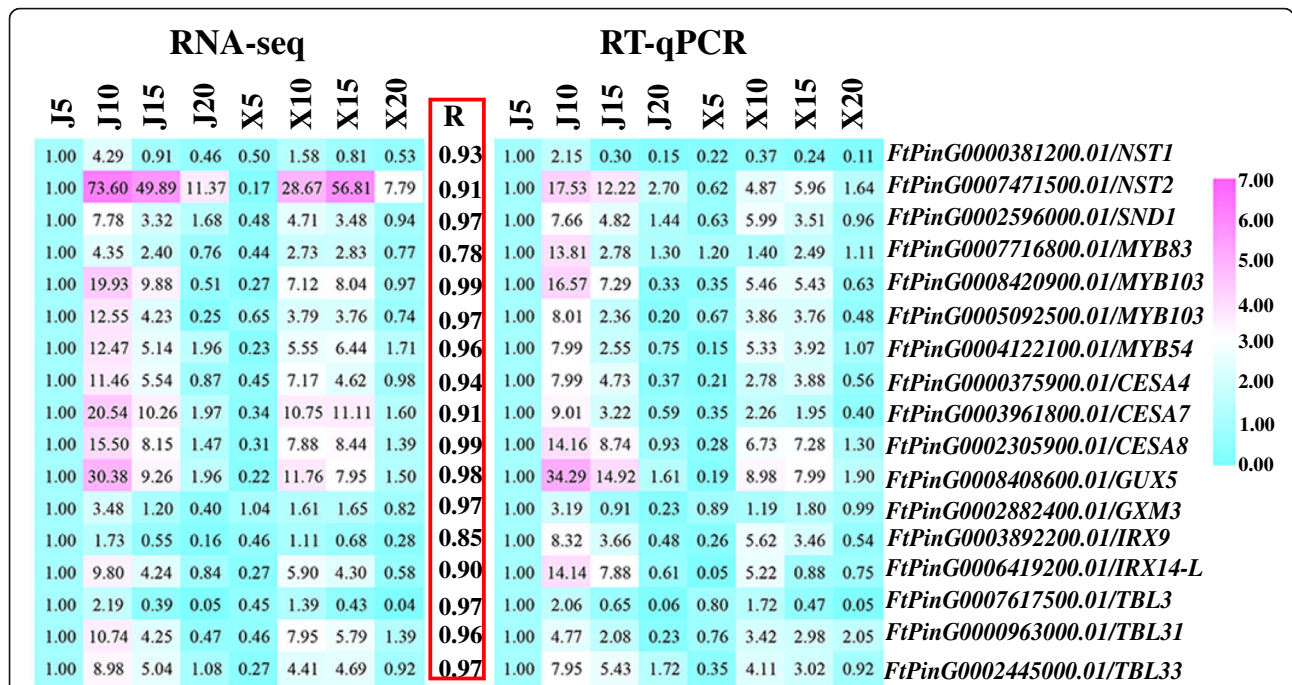 RNA-seq RT-qPCR
J5 J10 J15 J20 X5 X10 X15 X20 R J5 J10 J15 J20 X5 X10 X15 X20
1.00 4.29 0.91 0.46 0.50 1.58 0.81 0.53 0.93 1.00 2.15 0.30 0.15 0.22 0.37 0.24 0.11 FtPinG0000381200.01/NST1
1.00 73.60 49.89 11.37 0.17 28.67 56.81 7.79 0.91 1.00 17.53 12.22 2.70 0.62 4.87 5.96 1.64 FtPinG0007471500.01/NST2
1.00 7.78 3.32 1.68 0.48 4.71 3.48 0.94 0.97 1.00 7.66 4.82 1.44 0.63 5.99 3.51 0.96 FtPinG0002596000.01/SND1
1.00 4.35 2.40 0.76 0.44 2.73 2.83 0.77 0.78 1.00 13.81 2.78 1.30 1.20 1.40 2.49 1.11 FtPinG0007716800.01/MYB83
1.00 19.93 9.88 0.51 0.27 7.12 8.04 0.97 0.99 1.00 16.57 7.29 0.33 0.35 5.46 5.43 0.63 FtPinG0008420900.01/MYB103
1.00 12.55 4.23 0.25 0.65 3.79 3.76 0.74 0.97 1.00 8.01 2.36 0.20 0.67 3.86 3.76 0.48 FtPinG0005092500.01/MYB103
1.00 12.47 5.14 1.96 0.23 5.55 6.44 1.71 0.96 1.00 7.99 2.55 0.75 0.15 5.33 3.92 1.07 FtPinG0004122100.01/MYB54
1.00 11.46 5.54 0.87 0.45 7.17 4.62 0.98 0.94 1.00 7.99 4.73 0.37 0.21 2.78 3.88 0.56 FtPinG0000375900.01/CESA4
1.00 20.54 10.26 1.97 0.34 10.75 11.11 1.60 0.91 1.00 9.01 3.22 0.59 0.35 2.26 1.95 0.40 FtPinG0003961800.01/CESA7
1.00 15.50 8.15 1.47 0.31 7.88 8.44 1.39 0.99 1.00 14.16 8.74 0.93 0.28 6.73 7.28 1.30 FtPinG0002305900.01/CESA8
1.00 30.38 9.26 1.96 0.22 11.76 7.95 1.50 0.98 1.00 34.29 14.92 1.61 0.19 8.98 7.99 1.90 FtPinG0008408600.01/GUX5
1.00 3.48 1.20 0.40 1.04 1.61 1.65 0.82 0.97 1.00 3.19 0.91 0.23 0.89 1.19 1.80 0.99 FtPinG0002882400.01/GXM3
1.00 1.73 0.55 0.16 0.46 1.11 0.68 0.28 0.85 1.00 8.32 3.66 0.48 0.26 5.62 3.46 0.54 FtPinG0003892200.01/IRX9
1.00 9.80 4.24 0.84 0.27 5.90 4.30 0.58 0.90 1.00 14.14 7.88 0.61 0.05 5.22 0.88 0.75 FtPinG0006419200.01/IRX14-L
1.00 2.19 0.39 0.05 0.45 1.39 0.43 0.04 0.97 1.00 2.06 0.65 0.06 0.80 1.72 0.47 0.05 FtPinG0007617500.01/TBL3
1.00 10.74 4.25 0.47 0.46 7.95 5.79 1.39 0.96 1.00 4.77 2.08 0.23 0.76 3.42 2.98 2.05 FtPinG0000963000.01/TBL31
1.00 8.98 5.04 1.08 0.27 4.41 4.69 0.92 0.97 1.00 7.95 5.43 1.72 0.35 4.11 3.02 0.92 FtPinG0002445000.01/TBL33
7.00
6.00
5.00
4.00
3.00
2.00
1.00
0.00